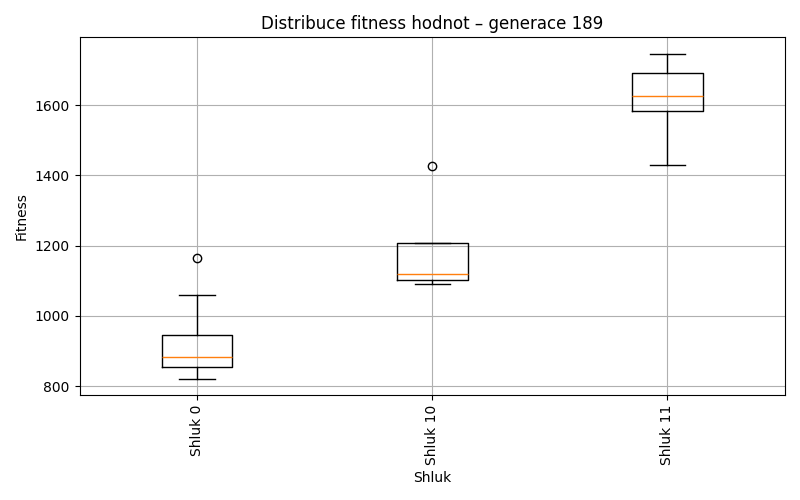 Distribuce fitness hodnot – generace 189
Fitness
1600
1400
1200
1000
800
Shluk 0
Shluk 10
Shluk 11
Shluk